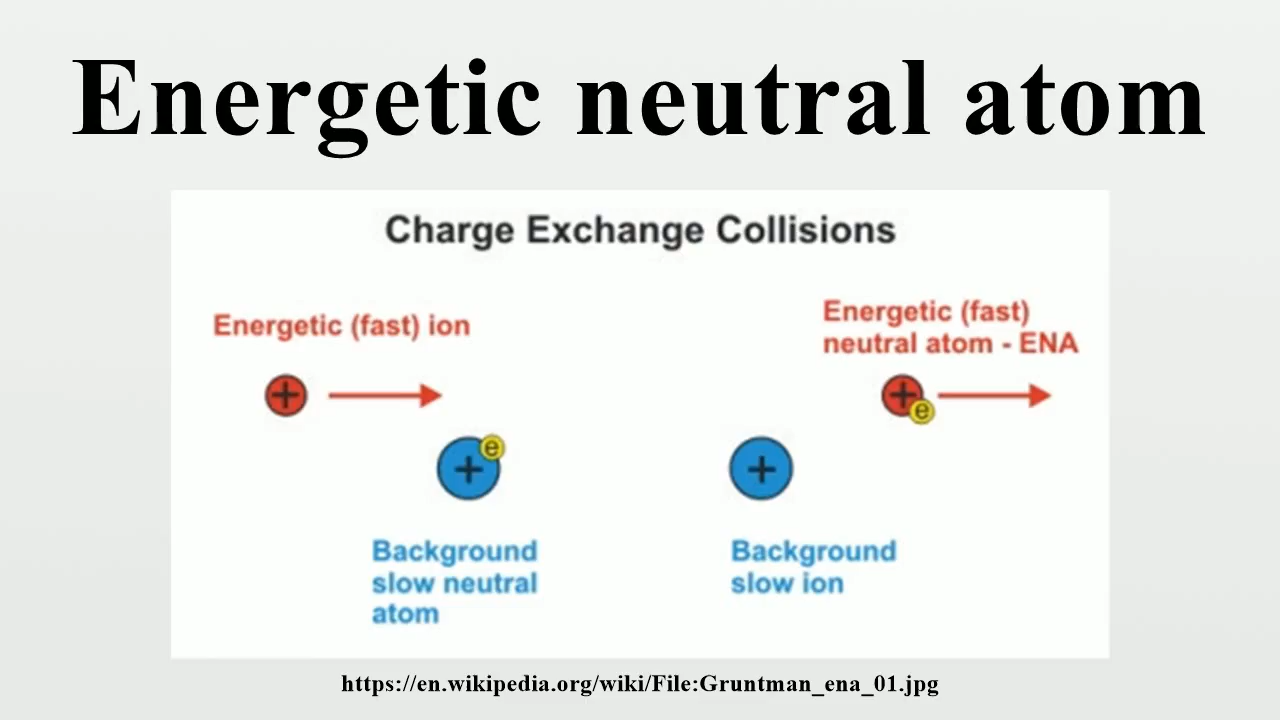 Energetic neutral atom
Charge Exchange Collisions
Energetic (fast) ion
+
+ e
Background
slow neutral
atom
Energetic (fast)
neutral atom - ENA
+ e
+
Background
slow ion
https://en.wikipedia.org/wiki/File:Gruntman_ena_01.jpg